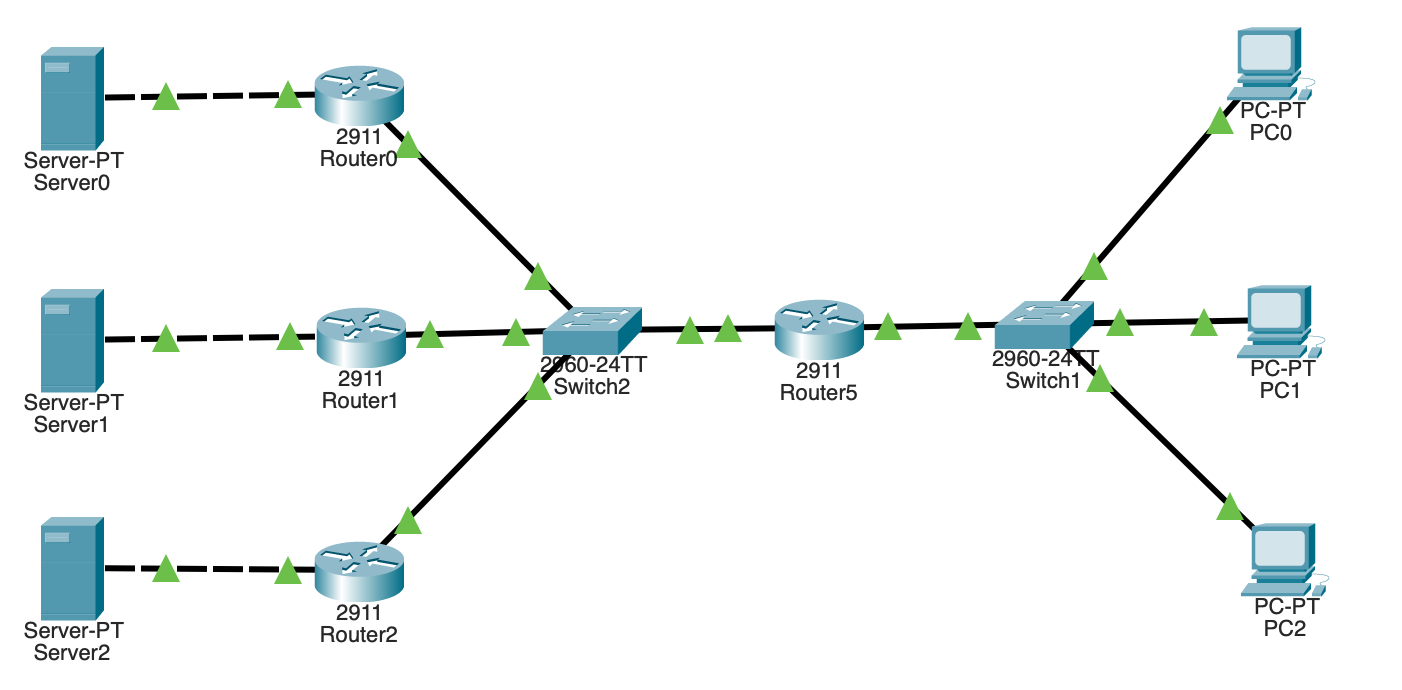 Server-PT
Server0
2911
Router0
PC-PT
PC0
Server-PT
Server1
2911
Router1
2960-24TT
Switch2
2911
Router5
2960-24TT
Switch1
PC-PT
PC1
Server-PT
Server2
2911
Router2
PC-PT
PC2